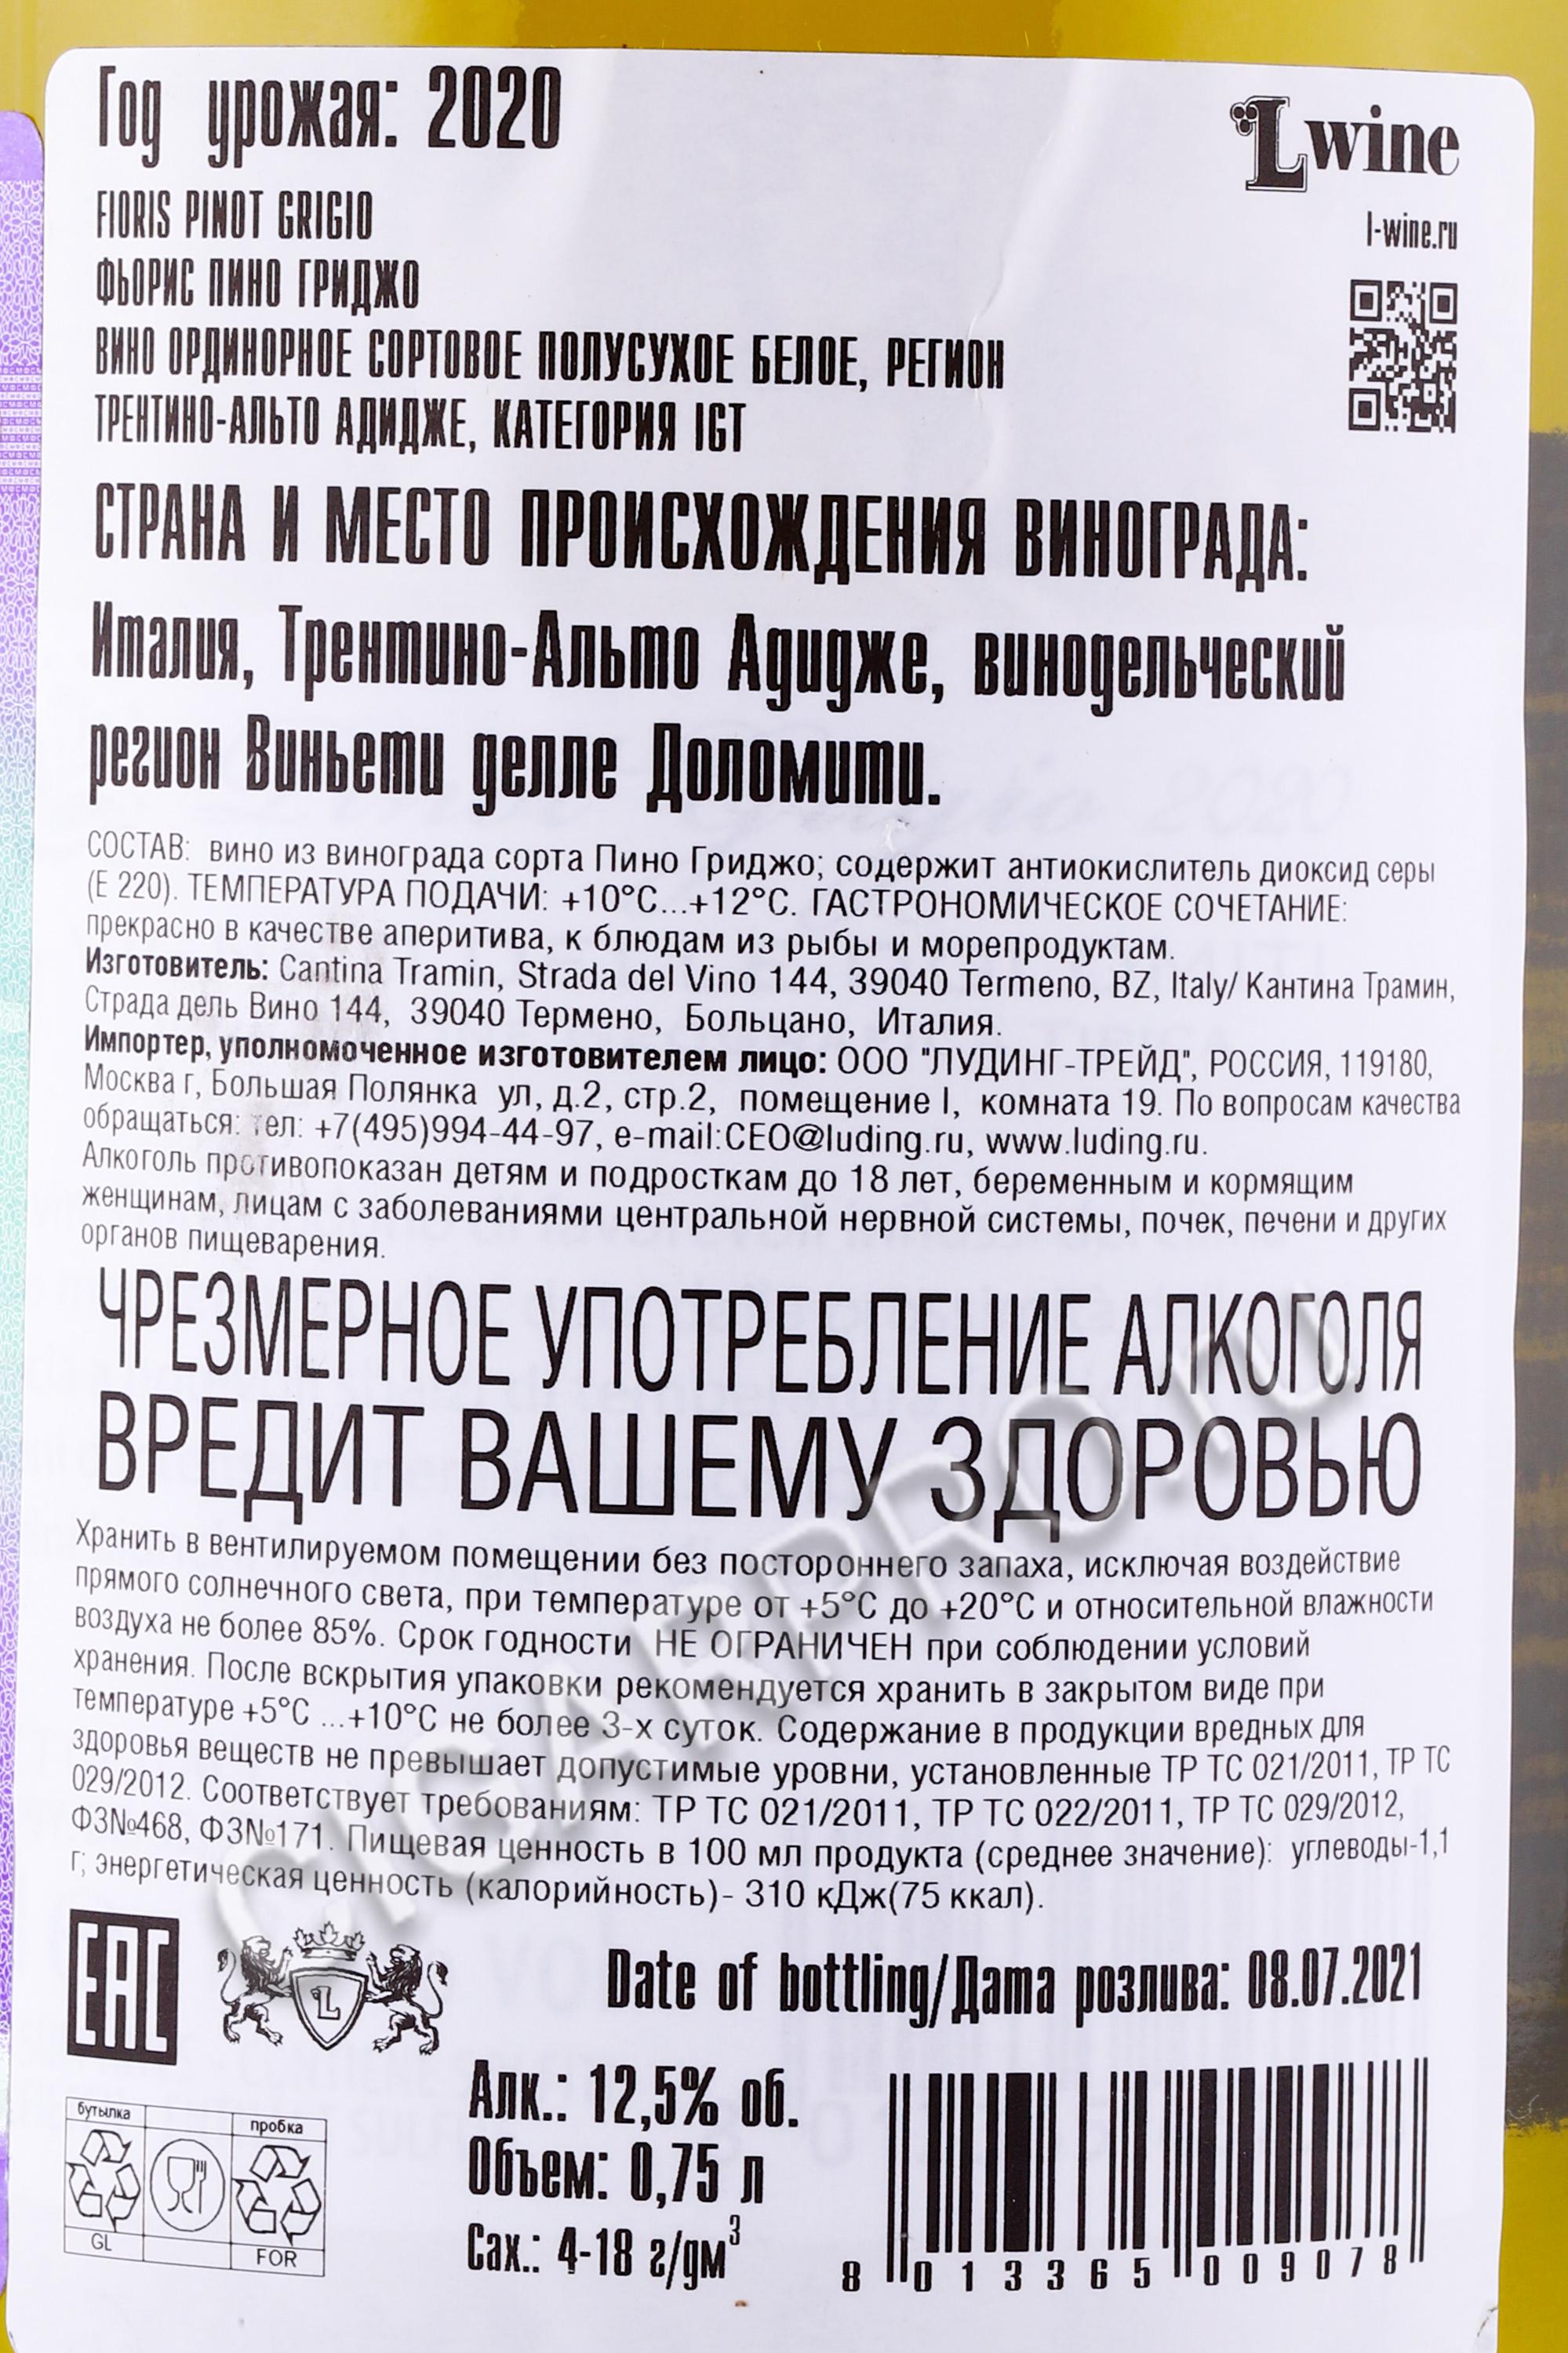 Год урожая: 2020
Lwine
l-wine.ru
FIORIS PINOT GRIGIO
ФЬОРИС ПИНО ГРИДЖО
ВИНО ОРДИНОРНОЕ СОРТОВОЕ ПОЛУСУХОЕ БЕЛОЕ, РЕГИОН
ТРЕНТИНО-АЛЬТО АДИДЖЕ, КАТЕГОРИЯ IGT
СТРАНА И МЕСТО ПРОИСХОЖДЕНИЯ ВИНОГРАДА:
Италия, Трентино-Альто Адидже, винодельческий
регион Виньети делле Доломити.
СОСТАВ: вино из винограда сорта Пино Гриджо; содержит антиокислитель диоксид серы
(Е 220). ТЕМПЕРАТУРА ПОДАЧИ: +10°С...+12°С. ГАСТРОНОМИЧЕСКОЕ СОЧЕТАНИЕ:
прекрасно в качестве аперитива, к блюдам из рыбы и морепродуктам.
Изготовитель: Cantina Tramin, Strada del Vino 144, 39040 Termeno, BZ, Italy/ Кантина Трамин,
Страда дель Вино 144, 39040 Термено, Больцано, Италия.
Импортер, уполномоченное изготовителем лицо: ООО "ЛУДИНГ-ТРЕЙД", РОССИЯ, 119180,
Москва г, Большая Полянка ул, д.2, стр.2, помещение I, комната 19. По вопросам качества
обращаться: тел: +7(495)994-44-97, e-mail:CEO@luding.ru, www.luding.ru.
Алкоголь противопоказан детям и подросткам до 18 лет, беременным и кормящим
женщинам, лицам с заболеваниями центральной нервной системы, почек, печени и других
органов пищеварения.
ЧРЕЗМЕРНОЕ УПОТРЕБЛЕНИЕ АЛКОГОЛЯ
ВРЕДИТ ВАШЕМУ ЗДОРОВЬЮ
Хранить в вентилируемом помещении без постороннего запаха, исключая воздействие
прямого солнечного света, при температуре от +5°С до +20°С и относительной влажности
воздуха не более 85%. Срок годности НЕ ОГРАНИЧЕН при соблюдении условий
хранения. После вскрытия упаковки рекомендуется хранить в закрытом виде при
температуре +5°С ...+10°С не более 3-х суток. Содержание в продукции вредных для
здоровья веществ не превышает допустимые уровни, установленные ТР ТС 021/2011, ТР ТС
029/2012. Соответствует требованиям: ТР ТС 021/2011, ТР ТС 022/2011, ТР ТС 029/2012,
ФЗ№468, ФЗ№171. Пищевая ценность в 100 мл продукта (среднее значение): углеводы-1,1
г; энергетическая ценность (калорийность)- 310 кДж(75 ккал).
CIGARPRO.ru
EAC
L
Date of bottling/Дата розлива: 08.07.2021
Алк.: 12,5% об.
Объем: 0,75 л
Сах.: 4-18 г/дм³
бутылка
пробка
GL
FOR
8 013365 009078